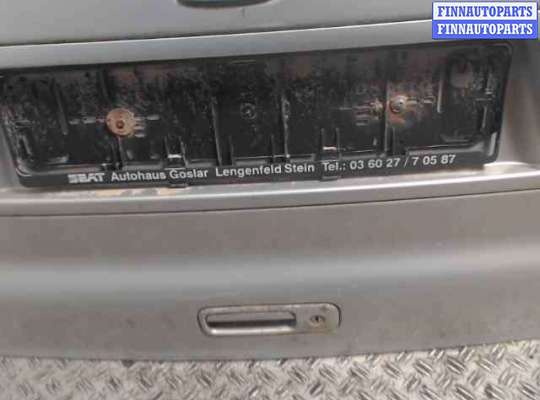 FINNAUTOPARTS
FINNAUTOPARTS
SEAT Autohaus Goslar Lengenfeld Stein Tel.: 03 60 27 / 7 05 87